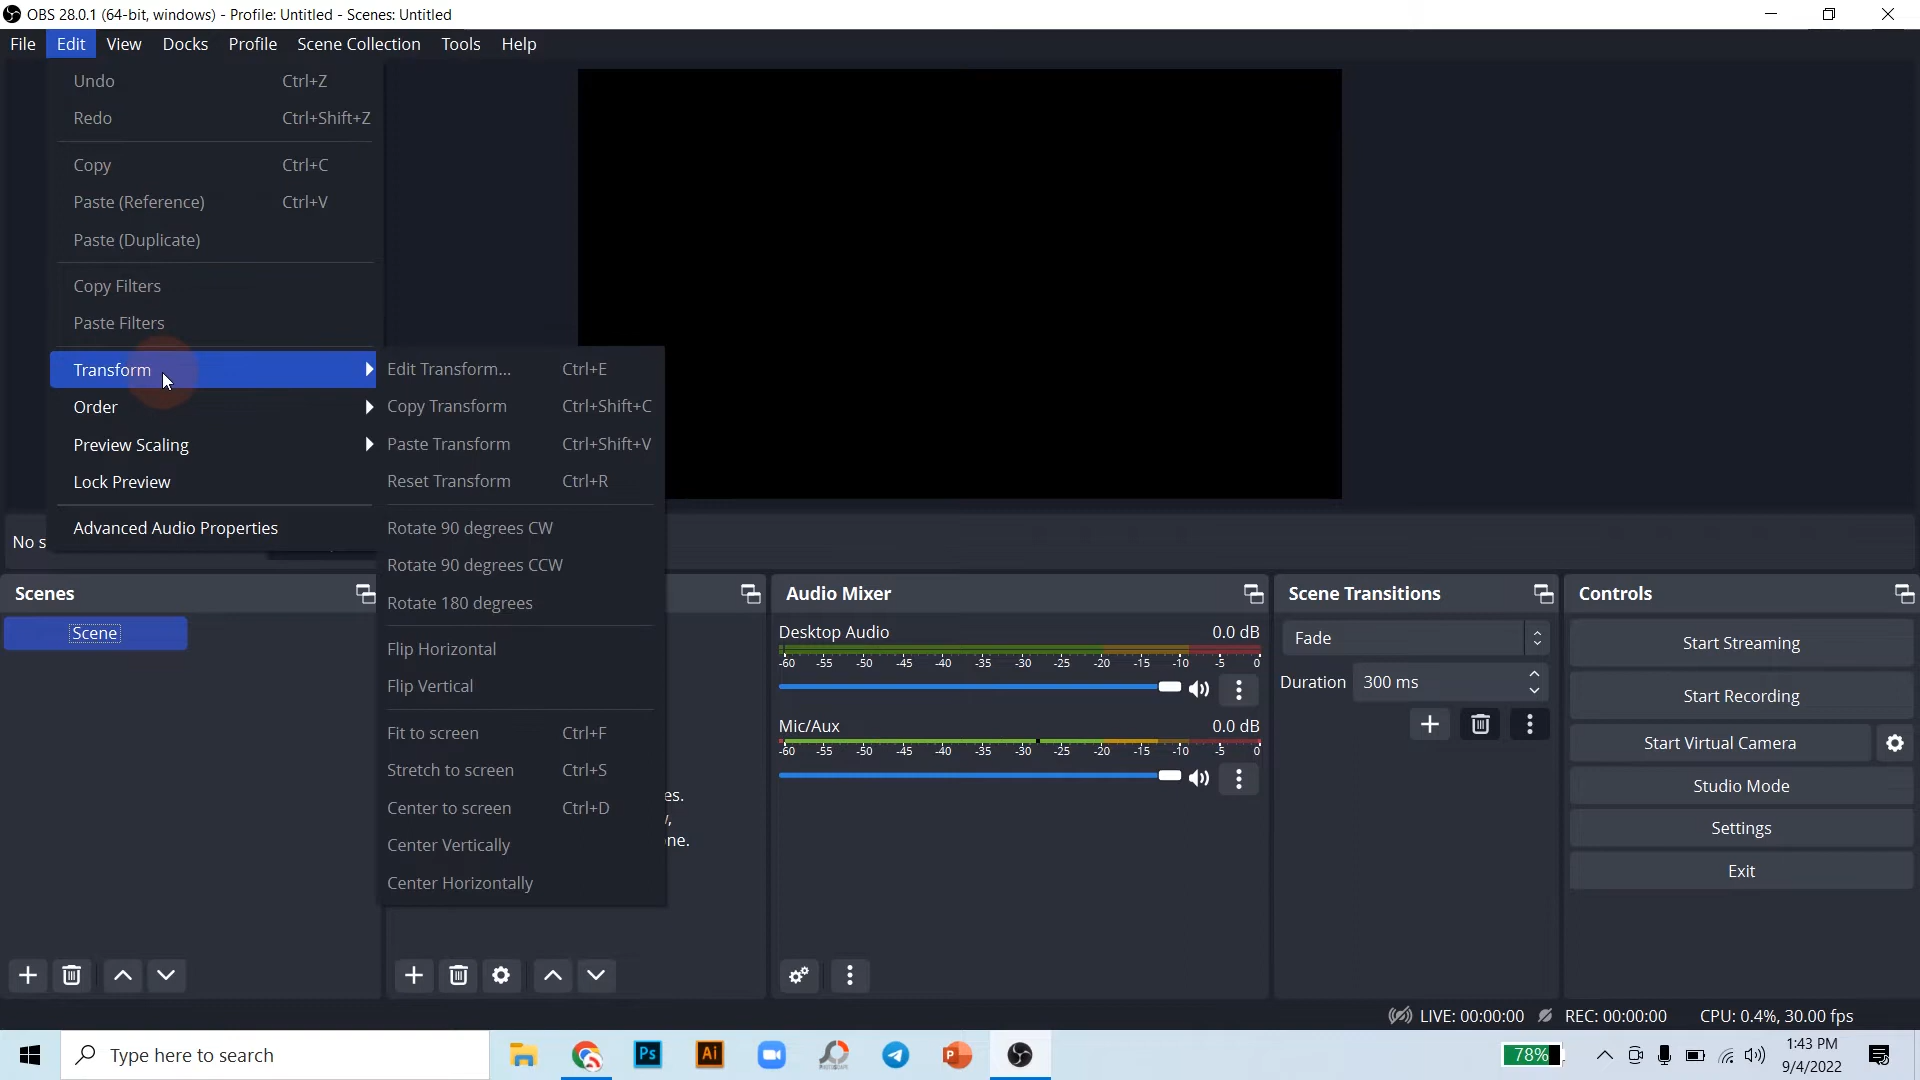 OBS 28.0.1 (64-bit, windows) - Profile: Untitled - Scenes: Untitled
File Edit View Docks Profile Scene Collection Tools Help
Undo Ctrl+Z
Redo Ctrl+Shift+Z
Copy Ctrl+C
Paste (Reference) Ctrl+V
Paste (Duplicate)
Copy Filters
Paste Filters
Transform
Order
Preview Scaling
Lock Preview
Advanced Audio Properties
Edit Transform... Ctrl+E
Copy Transform Ctrl+Shift+C
Paste Transform Ctrl+Shift+V
Reset Transform Ctrl+R
Rotate 90 degrees CW
Rotate 90 degrees CCW
Rotate 180 degrees
Flip Horizontal
Flip Vertical
Fit to screen Ctrl+F
Stretch to screen Ctrl+S
Center to screen Ctrl+D
Center Vertically
Center Horizontally
No s
Scenes
Scene
es.
one.
Audio Mixer
Desktop Audio 0.0 dB
-60 -55 -50 -45 -40 -35 -30 -25 -20 -15 -10 -5 0
Mic/Aux 0.0 dB
-60 -55 -50 -45 -40 -35 -30 -25 -20 -15 -10 -5 0
Scene Transitions
Fade
Duration 300 ms
Controls
Start Streaming
Start Recording
Start Virtual Camera
Studio Mode
Settings
Exit
LIVE: 00:00:00 REC: 00:00:00 CPU: 0.4%, 30.00 fps
Type here to search
Ps
Ai
78%
1:43 PM
9/4/2022